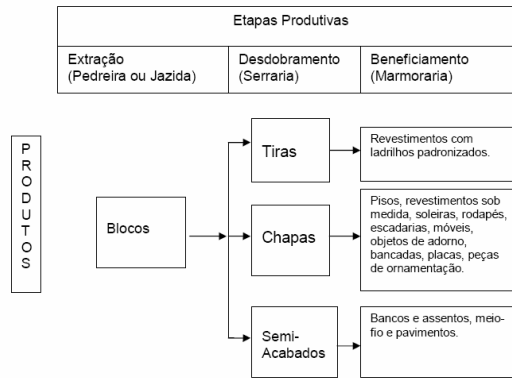 Etapas Produtivas
Extração
(Pedreira ou Jazida)
Desdobramento
(Serraria)
Beneficiamento
(Marmoraria)
P
R
O
D
U
T
O
S
Blocos
Tiras
Revestimentos com
ladrilhos padronizados.
Chapas
Pisos, revestimentos sob
medida, soleiras, rodapés,
escadarias, móveis,
objetos de adorno,
bancadas, placas, peças
de ornamentação.
Semi-
Acabados
Bancos e assentos, meio-
fio e pavimentos.